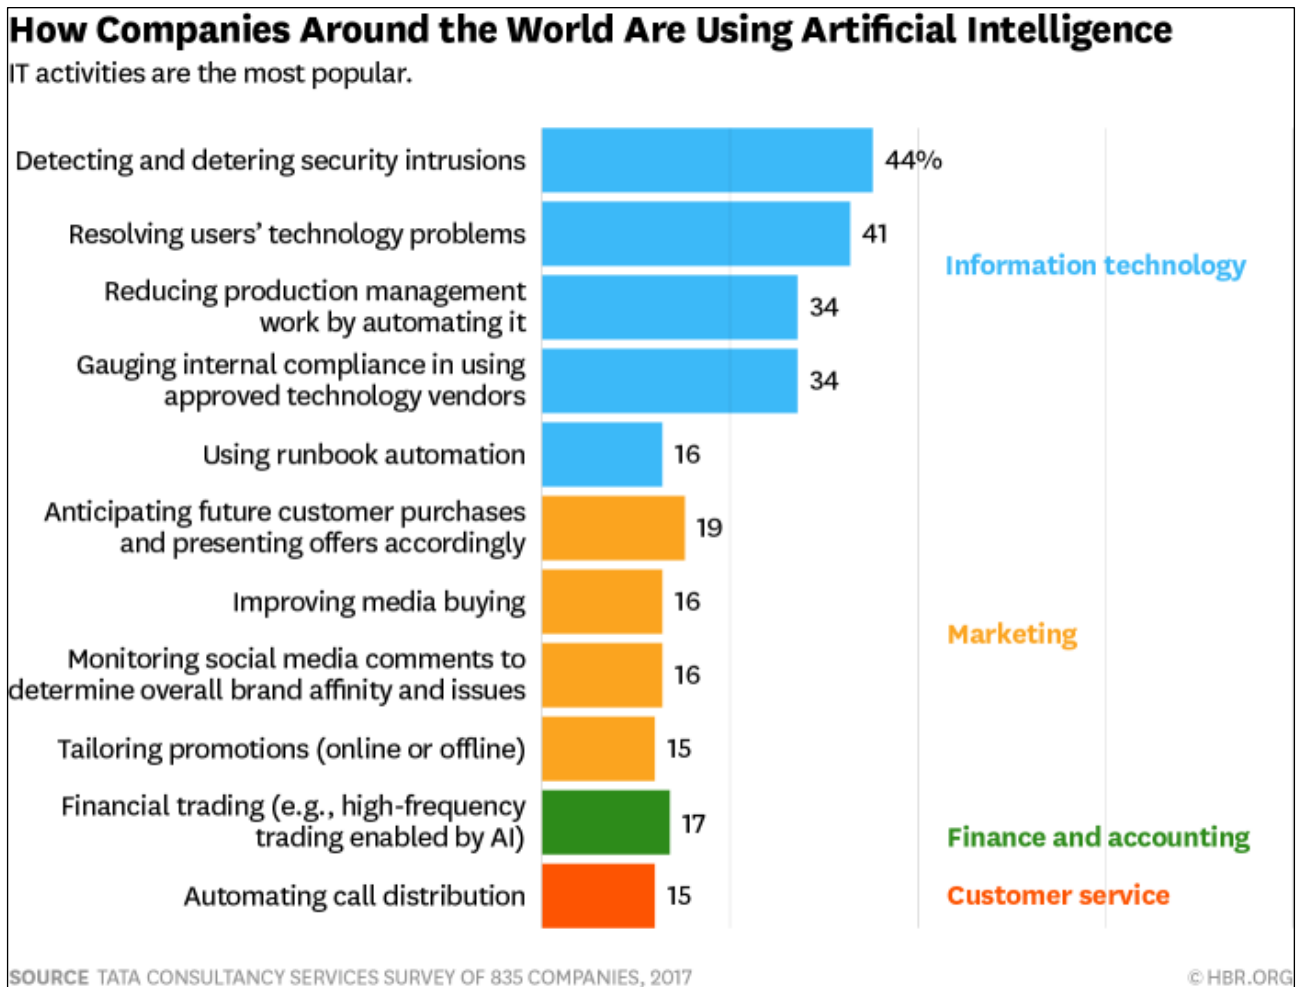 How Companies Around the World Are Using Artificial Intelligence
IT activities are the most popular.
Detecting and detering security intrusions
44%
Resolving users’ technology problems
41
Information technology
Reducing production management
work by automating it
34
Gauging internal compliance in using
approved technology vendors
34
Using runbook automation
16
Anticipating future customer purchases
and presenting offers accordingly
19
Improving media buying
16
Marketing
Monitoring social media comments to
determine overall brand affinity and issues
16
Tailoring promotions (online or offline)
15
Financial trading (e.g., high-frequency
trading enabled by AI)
17
Finance and accounting
Automating call distribution
15
Customer service
SOURCE TATA CONSULTANCY SERVICES SURVEY OF 835 COMPANIES, 2017
© HBR.ORG